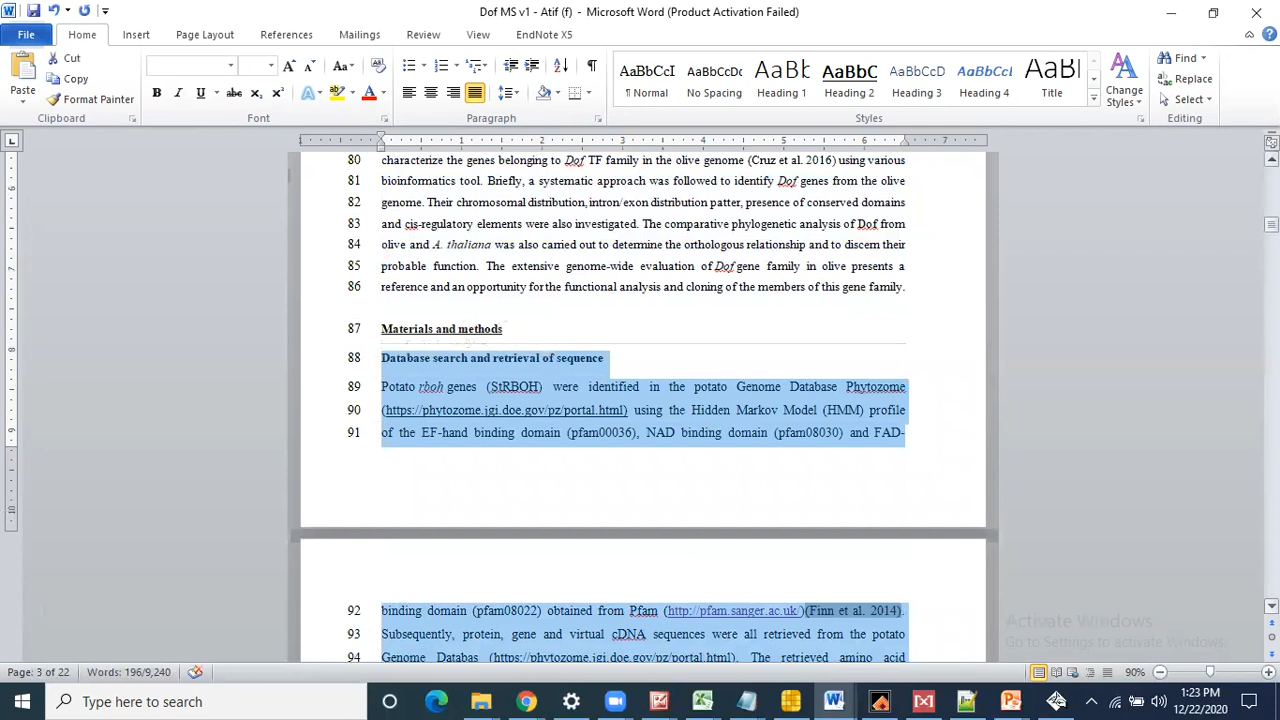 Dof MS v1 - Atif (f) - Microsoft Word (Product Activation Failed)
File Home Insert Page Layout References Mailings Review View EndNote X5
Paste
Cut
Copy
Format Painter
Clipboard
Font
Paragraph
AaBbCcI AaBbCcDc AaBb AaBbC AaBbCcDd AaBbCcI AaBb
¶ Normal No Spacing Heading 1 Heading 2 Heading 3 Heading 4 Title
Change Styles
Styles
Find
Replace
Select
Editing
80 characterize the genes belonging to Dof TF family in the olive genome (Cruz et al. 2016) using various
81 bioinformatics tool. Briefly, a systematic approach was followed to identify Dof genes from the olive
82 genome. Their chromosomal distribution, intron/exon distribution patter, presence of conserved domains
83 and cis-regulatory elements were also investigated. The comparative phylogenetic analysis of Dof from
84 olive and A. thaliana was also carried out to determine the orthologous relationship and to discern their
85 probable function. The extensive genome-wide evaluation of Dof gene family in olive presents a
86 reference and an opportunity for the functional analysis and cloning of the members of this gene family.
87 Materials and methods
88 Database search and retrieval of sequence
89 Potato rboh genes (StRBOH) were identified in the potato Genome Database Phytozome
90 (https://phytozome.jgi.doe.gov/pz/portal.html) using the Hidden Markov Model (HMM) profile
91 of the EF-hand binding domain (pfam00036), NAD binding domain (pfam08030) and FAD-
92 binding domain (pfam08022) obtained from Pfam (http://pfam.sanger.ac.uk/)(Finn et al. 2014).
93 Subsequently, protein, gene and virtual cDNA sequences were all retrieved from the potato
94 Genome Databas (https://phytozome.jgi.doe.gov/pz/portal.html). The retrieved amino acid
Activate Windows
Go to Settings to activate Windows.
Page: 3 of 22 Words: 196/9,240 90%
Type here to search
1:23 PM
12/22/2020